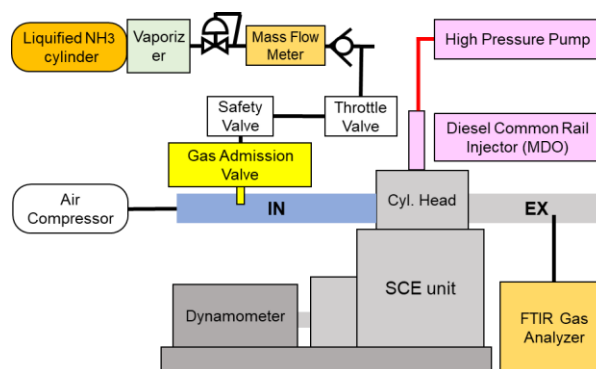 Liquified NH3
cylinder
Vaporiz
er
Mass Flow
Meter
High Pressure Pump
Safety
Valve
Throttle
Valve
Diesel Common Rail
Injector (MDO)
Gas Admission
Valve
Air
Compressor
IN
Cyl. Head
EX
SCE unit
Dynamometer
FTIR Gas
Analyzer